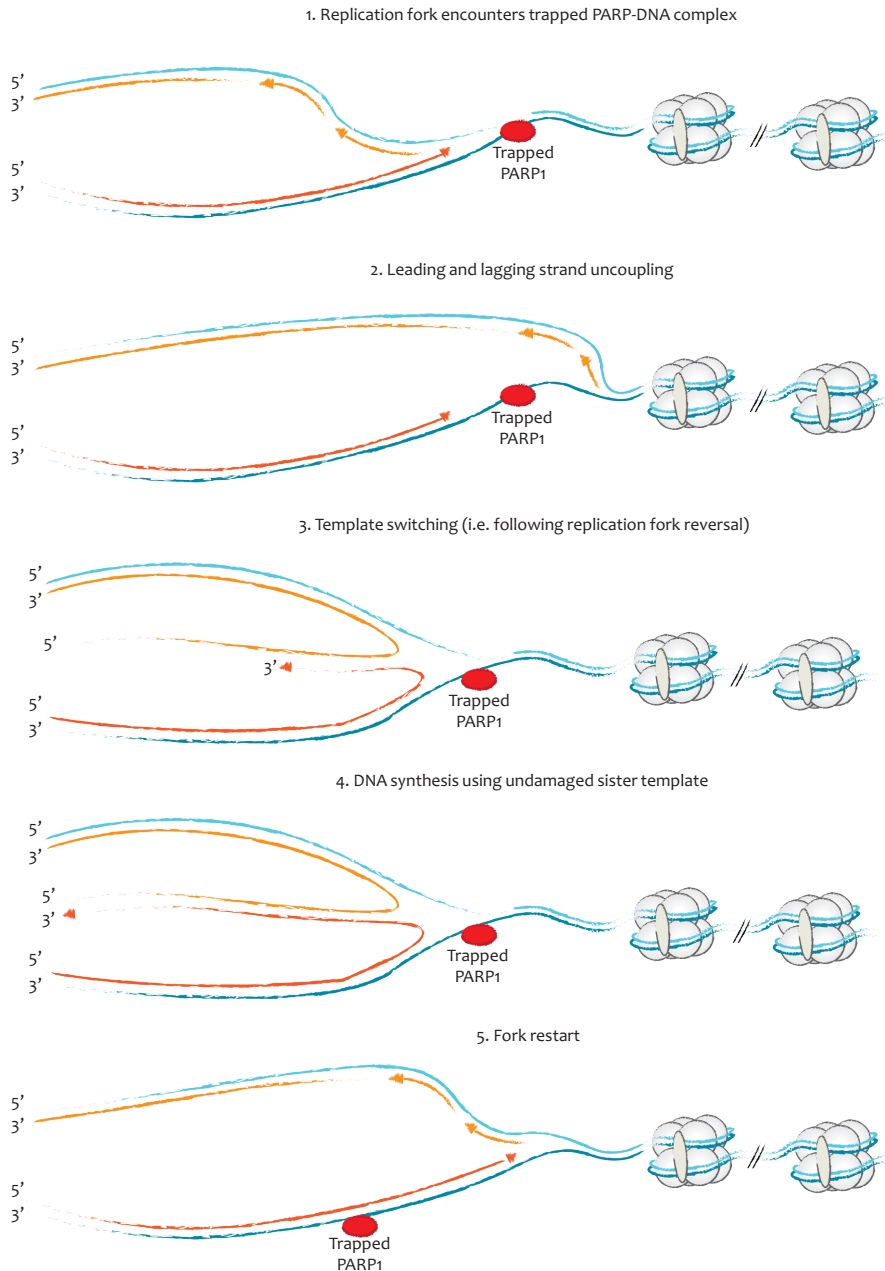 1. Replication fork encounters trapped PARP-DNA complex
5’
3’
Trapped
PARP1
5’
3’
2. Leading and lagging strand uncoupling
5’
3’
Trapped
PARP1
5’
3’
3. Template switching (i.e. following replication fork reversal)
5’
3’
5’
3’
Trapped
PARP1
5’
3’
4. DNA synthesis using undamaged sister template
5’
3’
5’
3’
Trapped
PARP1
5’
3’
5. Fork restart
5’
3’
5’
3’
Trapped
PARP1